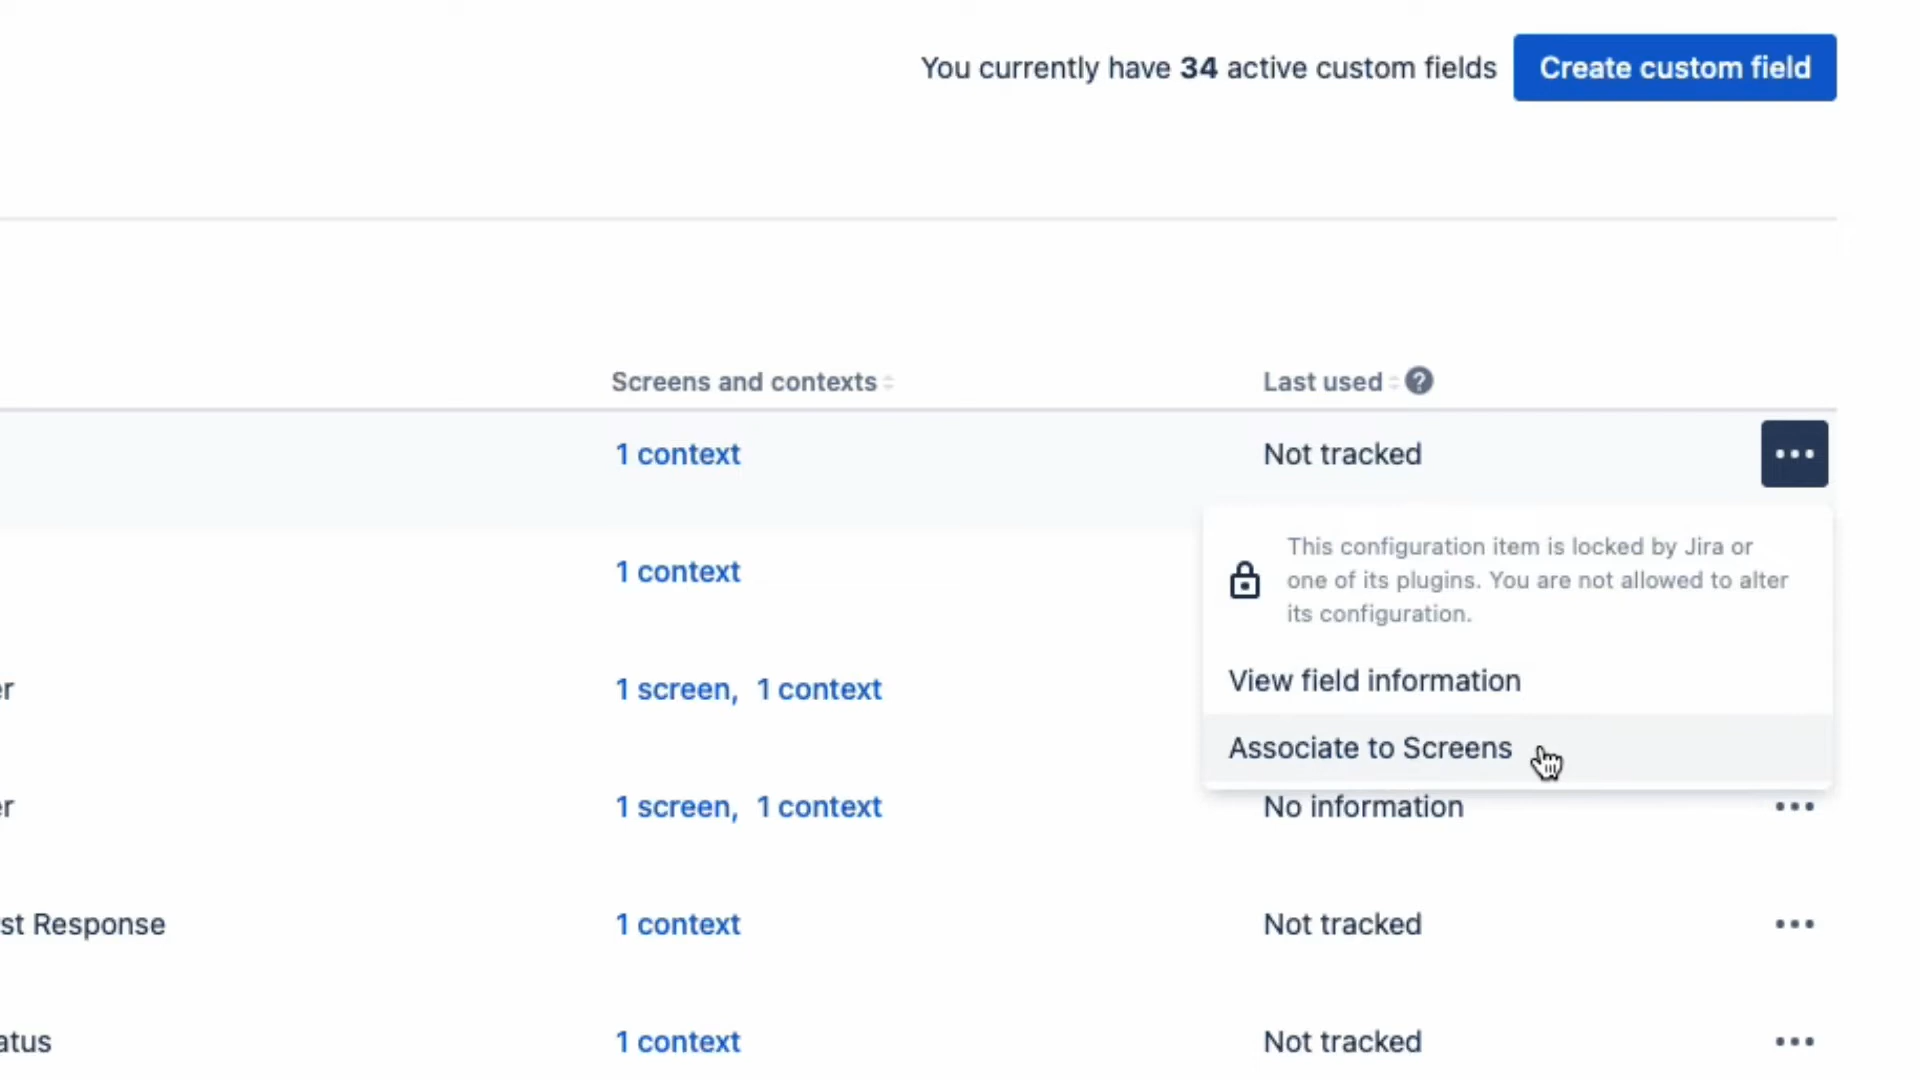 You currently have 34 active custom fields
Create custom field
Screens and contexts
Last used ?
1 context
Not tracked
This configuration item is locked by Jira or
one of its plugins. You are not allowed to alter
its configuration.
1 context
View field information
er
1 screen, 1 context
Associate to Screens
er
1 screen, 1 context
No information
st Response
1 context
Not tracked
atus
1 context
Not tracked